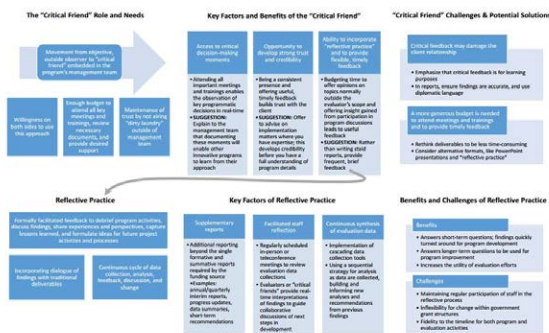 The "Critical Friend" Role and Needs
Movement from objective,
outside observer to "critical
friend" embedded in the
program's management team
Willingness on
both sides to use
this approach
Enough budget to
attend all key
meetings and
trainings, review
necessary
documents, and
provide desired
support
Maintenance of
trust by not airing
"dirty laundry"
outside of
management team
Key Factors and Benefits of the "Critical Friend"
Access to critical
decision-making
moments
• Attending all
important meetings and
trainings enables
the observation of key
programmatic decisions
in real-time
• SUGGESTION:
Explain to the
management team that
documenting these
moments will enable
other innovative
programs to learn from
their approach
Opportunity to
develop strong trust
and credibility
• Being a consistent
presence and
offering useful,
timely feedback
builds trust with the
client
• SUGGESTION: Offer
to advise on
implementation
matters where you
have expertise; this
develops credibility
before you have a
full understanding of
program details
Ability to incorporate
"reflective practice"
and to provide
flexible, timely
feedback
• Budgeting time to
offer opinions on
topics normally outside
the evaluator's scope
and offering insight
gained from
participation in
program discussions
leads to useful
feedback
• SUGGESTION: Rather
than writing staid
reports, provide
frequent, brief
feedback
"Critical Friend" Challenges & Potential Solutions
Critical feedback may damage the
client relationship
• Emphasize that critical feedback is for learning
purposes
• In reports, ensure findings are accurate, and use
diplomatic language
A more generous budget is needed
to attend meetings and trainings
and to provide timely feedback
• Rethink deliverables to be less time-consuming
• Consider alternative formats, like PowerPoint
presentations and "reflective practice"
Reflective Practice
Formally facilitated feedback to debrief program activities,
discuss findings, share experiences and perspectives, capture
lessons learned, and formulate ideas for future project
activities and processes
Incorporating dialogue of
findings with traditional
deliverables
Continuous cycle of data
collection, analysis,
feedback, discussion,
and change
Key Factors of Reflective Practice
Supplementary
reports
• Additional reporting
beyond the single
formative and
summative reports
required by the
funding source
• Examples:
annual/quarterly
interim reports,
progress updates,
data summaries,
short-term
recommendations
Facilitated staff
reflection
• Regularly scheduled
in-person or
teleconference
meetings to review
evaluation data
collections
• Evaluators or "critical
friends" provide real-
time interpretations
of findings to guide
collaborative
discussions of next
steps in development
Continuous synthesis
of evaluation data
• Implementation of
cascading data
collection tools
• Using a sequential
strategy for analysis
as data are collected,
building and
informing new
analyses and
recommendations
from previous
findings
Benefits and Challenges of Reflective Practice
Benefits
• Answers short-term questions; findings quickly
turned around for program development
• Answers longer-term questions to be used for
program improvement
• Increases the utility of evaluation efforts
Challenges
• Maintaining regular participation of staff in the
reflective process
• Inflexibility of change within government
grant structures
• Fidelity to the timeline for both program and
evaluation activities